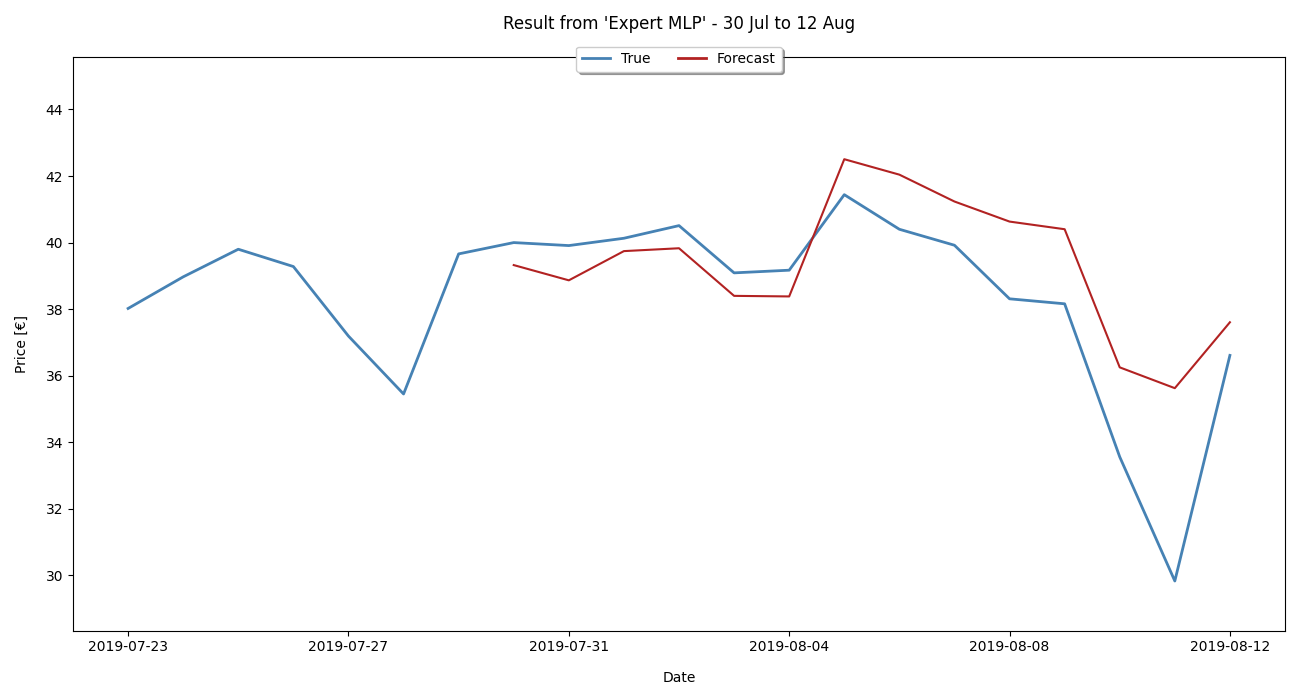 Result from 'Expert MLP' - 30 Jul to 12 Aug
True Forecast
44
42
40
38
36
34
32
30
Price [€]
2019-07-23 2019-07-27 2019-07-31 2019-08-04 2019-08-08 2019-08-12
Date